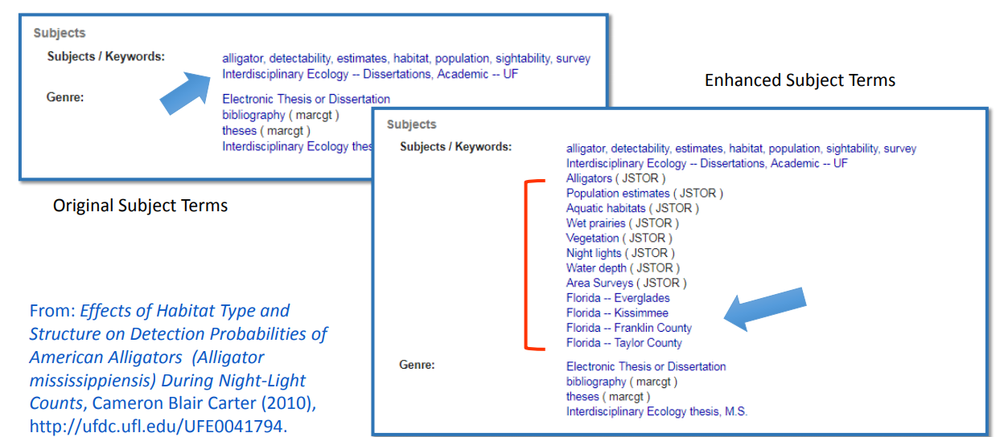 Subjects
Subjects / Keywords:
alligator, detectability, estimates, habitat, population, sightability, survey
Interdisciplinary Ecology -- Dissertations, Academic -- UF
Genre:
Electronic Thesis or Dissertation
bibliography ( marcgt )
theses ( marcgt )
Interdisciplinary Ecology thes
Original Subject Terms
Enhanced Subject Terms
Subjects
Subjects / Keywords:
alligator, detectability, estimates, habitat, population, sightability, survey
Interdisciplinary Ecology -- Dissertations, Academic -- UF
Alligators ( JSTOR )
Population estimates ( JSTOR )
Aquatic habitats ( JSTOR )
Wet prairies ( JSTOR )
Vegetation ( JSTOR )
Night lights ( JSTOR )
Water depth ( JSTOR )
Area Surveys ( JSTOR )
Florida -- Everglades
Florida -- Kissimmee
Florida -- Franklin County
Florida -- Taylor County
Genre:
Electronic Thesis or Dissertation
bibliography ( marcgt )
theses ( marcgt )
Interdisciplinary Ecology thesis, M.S.
From: Effects of Habitat Type and
Structure on Detection Probabilities of
American Alligators (Alligator
mississippiensis) During Night-Light
Counts, Cameron Blair Carter (2010),
http://ufdc.ufl.edu/UFE0041794.